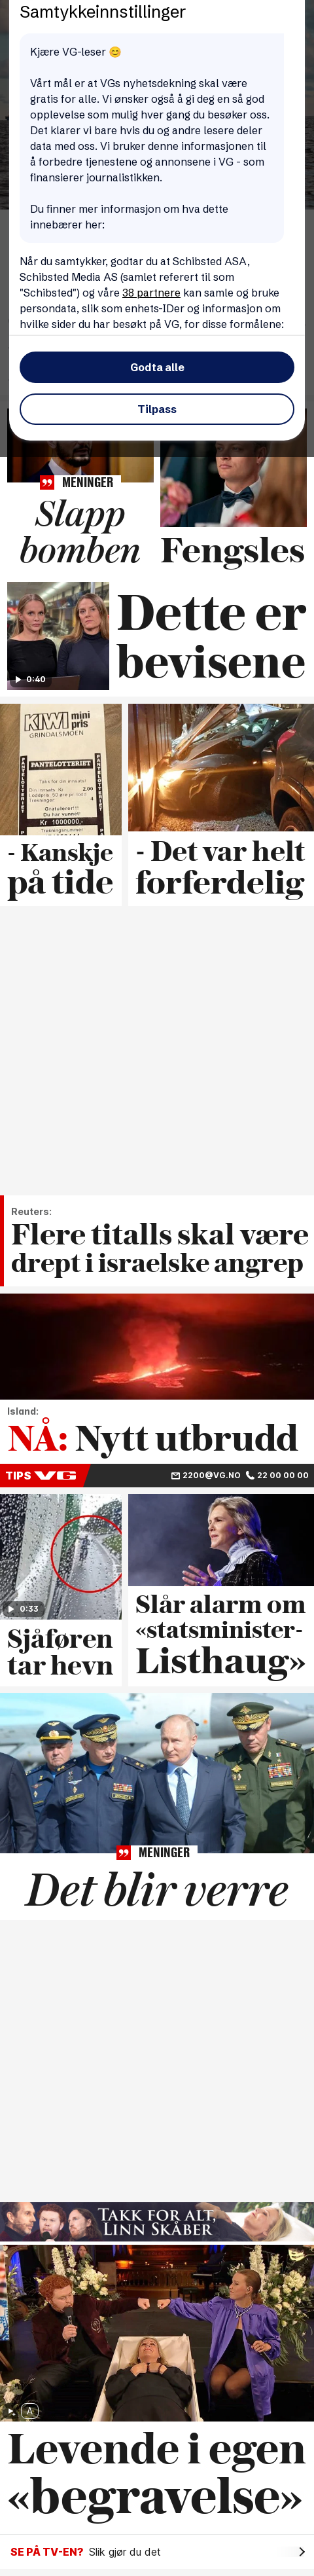 Samtykkeinnstillinger
Kjære VG-leser 😊
Vårt mål er at VGs nyhetsdekning skal være
gratis for alle. Vi ønsker også å gi deg en så god
opplevelse som mulig hver gang du besøker oss.
Det klarer vi bare hvis du og andre lesere deler
data med oss. Vi bruker denne informasjonen til
å forbedre tjenestene og annonsene i VG - som
finansierer journalistikken.
Du finner mer informasjon om hva dette
innebærer her:
Når du samtykker, godtar du at Schibsted ASA,
Schibsted Media AS (samlet referert til som
"Schibsted") og våre 38 partnere kan samle og bruke
persondata, slik som enhets-IDer og informasjon om
hvilke sider du har besøkt på VG, for disse formålene:
Godta alle
Tilpass
MENINGER
Slapp
bomben
Fengsles
0:40
Dette er
bevisene
KIWI mini pris
GRINDALSMOEN
PANTELOTTERIET
Kr 1000000,-
- Kanskje
på tide
- Det var helt
forferdelig
Reuters:
Flere titalls skal være
drept i israelske angrep
Island:
NÅ: Nytt utbrudd
TIPS VG 2200@VG.NO 22 00 00 00
0:33
Sjåføren
tar hevn
Slår alarm om
«statsminister-
Listhaug»
MENINGER
Det blir verre
TAKK FOR ALT,
LINN SKÅBER
A
Levende i egen
«begravelse»
SE PÅ TV-EN? Slik gjør du det